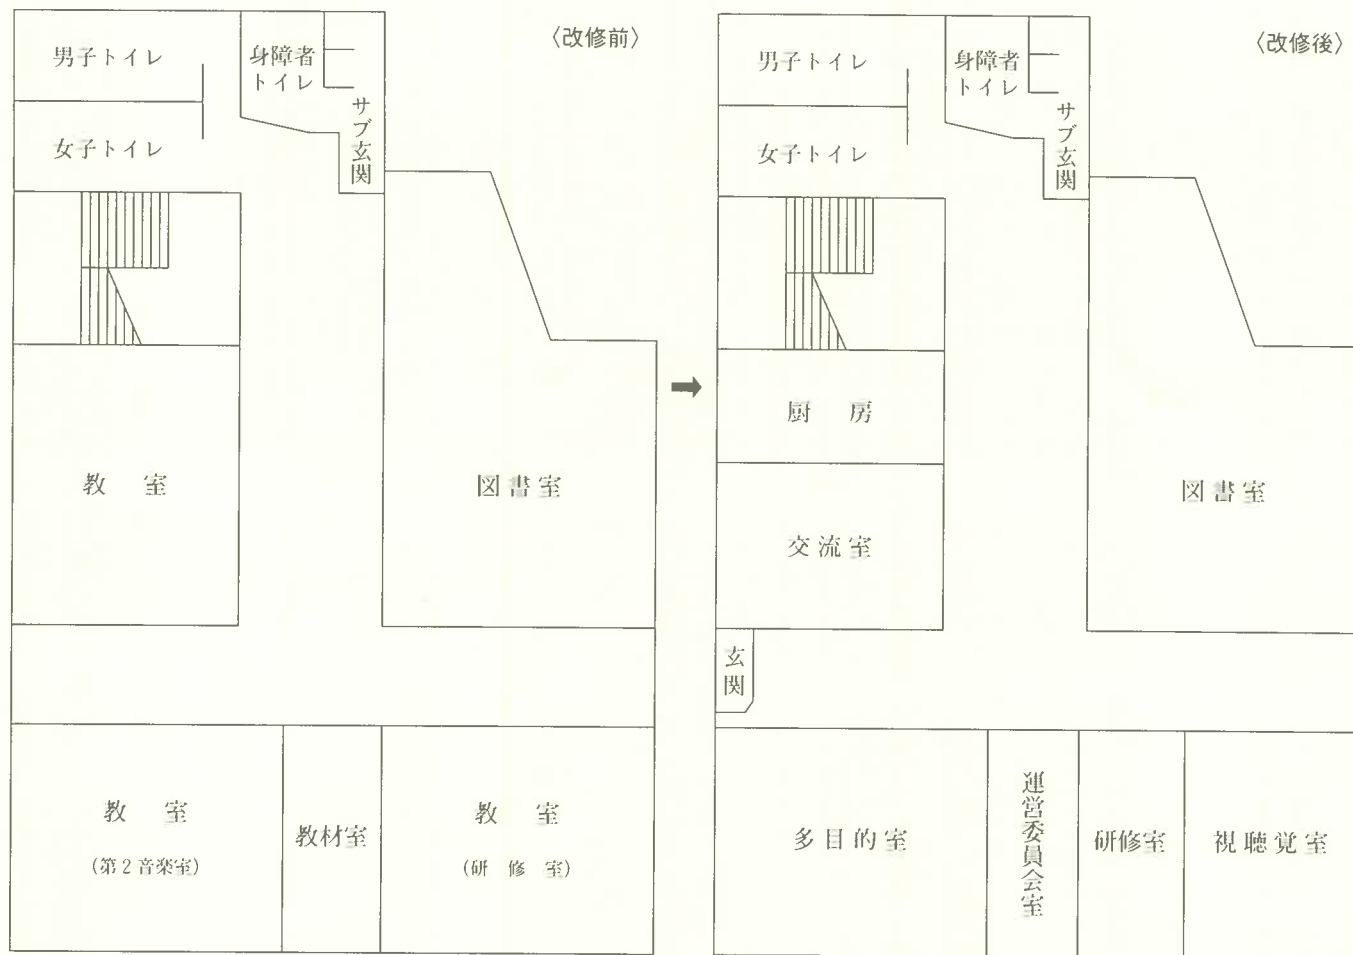 〈改修前〉
男子トイレ
身障者
トイレ
サブ玄関
女子トイレ
教 室
図書室
教 室
(第2音楽室)
教材室
教 室
(研 修 室)
〈改修後〉
男子トイレ
身障者
トイレ
サブ玄関
女子トイレ
厨 房
図書室
交流室
玄関
多目的室
運営委員会室
研修室
視聴覚室